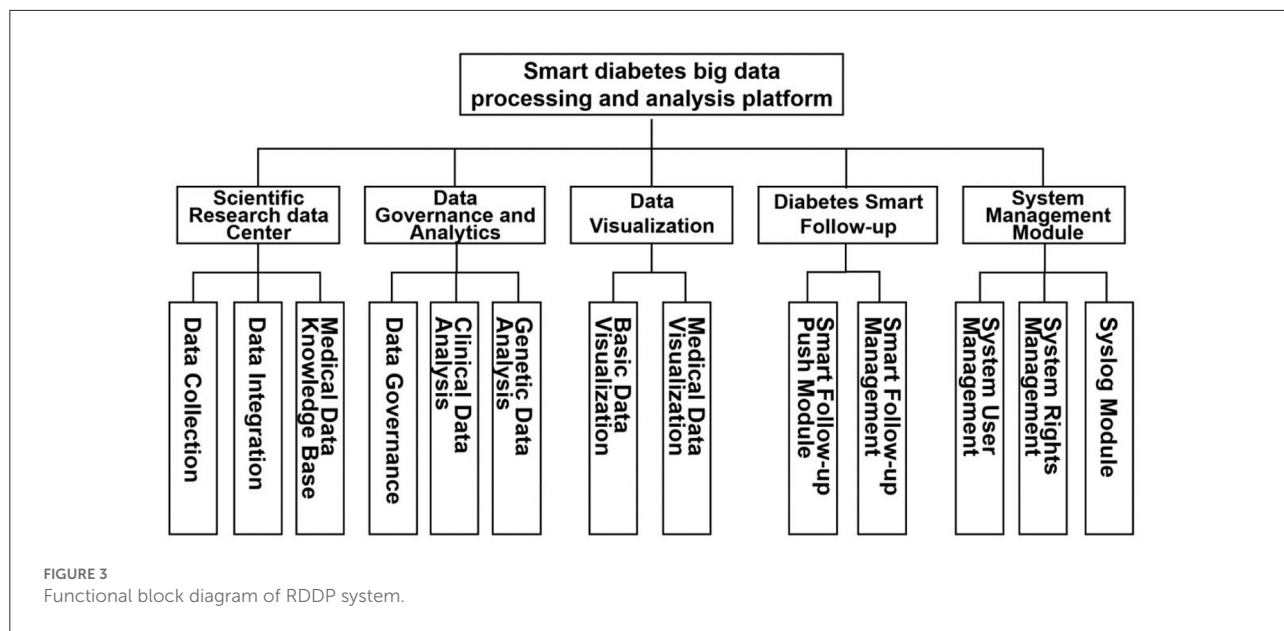 Smart diabetes big data
processing and analysis platform
Scientific
Research data
Center
Data
Governance and
Analytics
Data
Visualization
Diabetes Smart
Follow-up
System
Management
Module
Data Collection
Data Integration
Medical Data
Knowledge Base
Data Governance
Clinical Data
Analysis
Genetic Data
Analysis
Basic Data
Visualization
Medical Data
Visualization
Smart Follow-up
Push Module
Smart Follow-up
Management
System User
Management
System Rights
Management
Syslog Module
FIGURE 3
Functional block diagram of RDDP system.